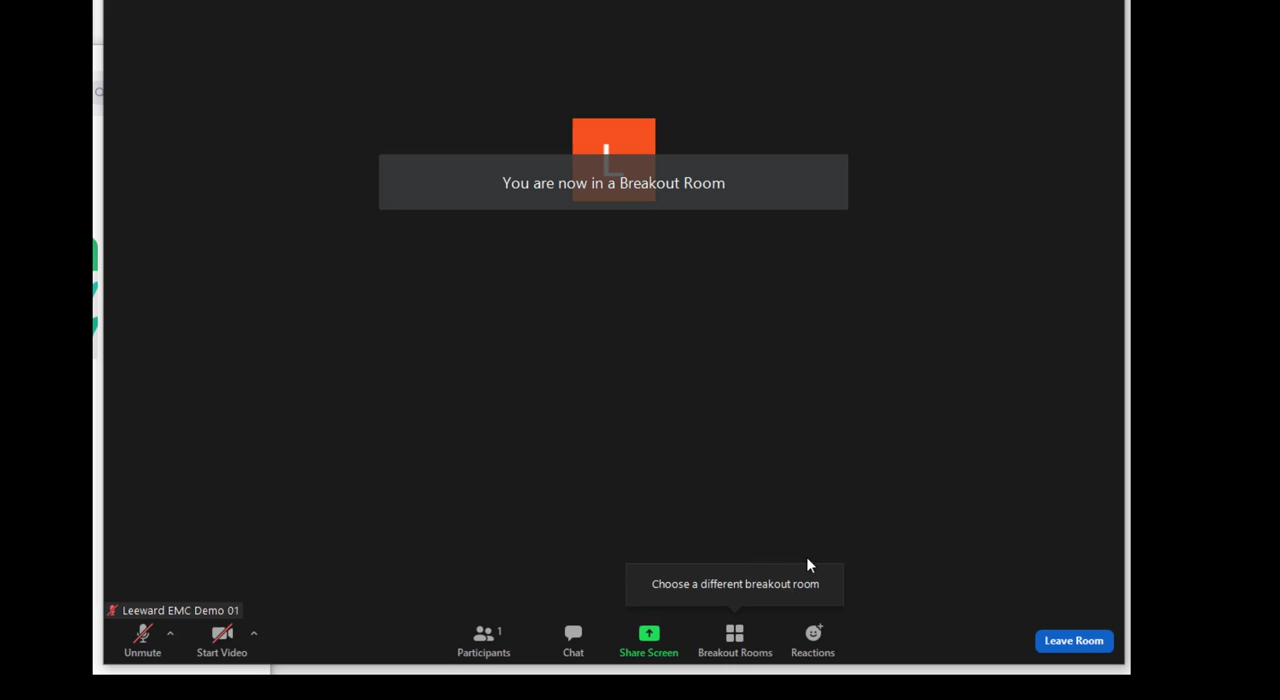 L
You are now in a Breakout Room
Choose a different breakout room
Leeward EMC Demo 01
Unmute
Start Video
Participants
1
Chat
Share Screen
Breakout Rooms
Reactions
Leave Room